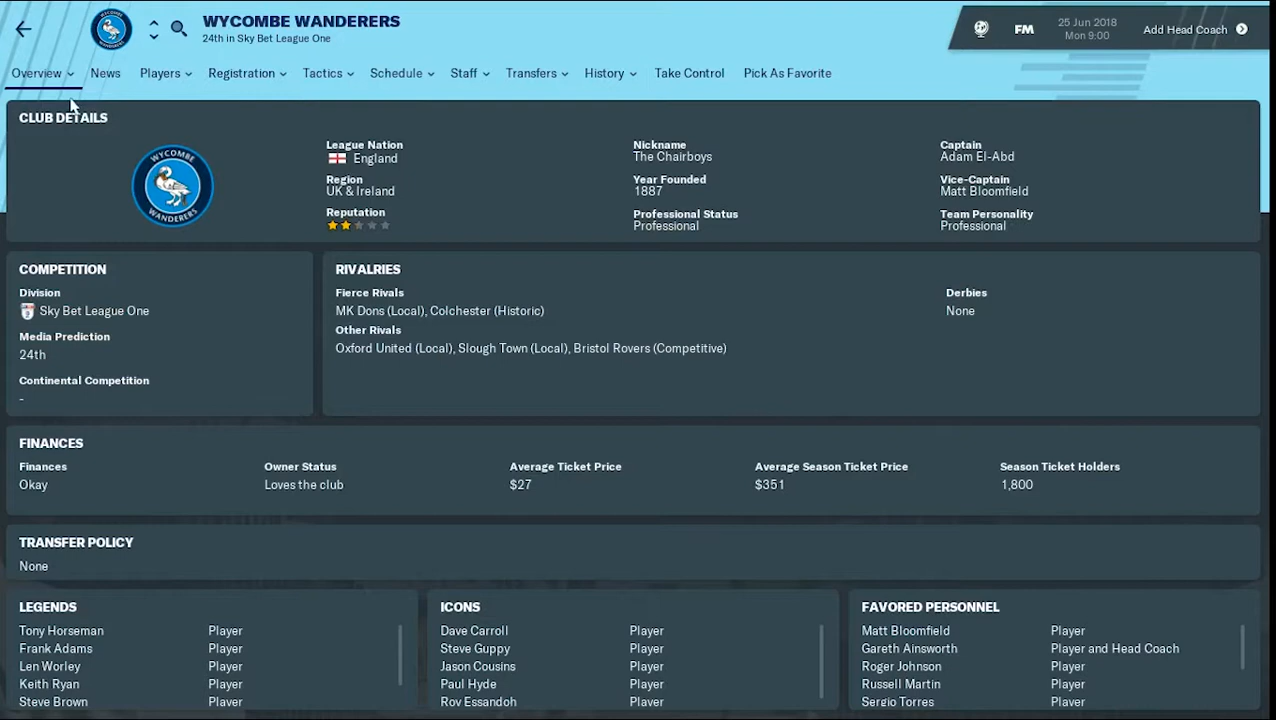 WYCOMBE WANDERERS
24th in Sky Bet League One
FM
25 Jun 2018
Mon 9:00
Add Head Coach
Overview News Players Registration Tactics Schedule Staff Transfers History Take Control Pick As Favorite
CLUB DETAILS
WYCOMBE
WANDERERS
League Nation
England
Region
UK & Ireland
Reputation
Nickname
The Chairboys
Year Founded
1887
Professional Status
Professional
Captain
Adam El-Abd
Vice-Captain
Matt Bloomfield
Team Personality
Professional
COMPETITION
Division
Sky Bet League One
Media Prediction
24th
Continental Competition
-
RIVALRIES
Fierce Rivals
MK Dons (Local), Colchester (Historic)
Other Rivals
Oxford United (Local), Slough Town (Local), Bristol Rovers (Competitive)
Derbies
None
FINANCES
Finances
Okay
Owner Status
Loves the club
Average Ticket Price
$27
Average Season Ticket Price
$351
Season Ticket Holders
1,800
TRANSFER POLICY
None
LEGENDS
Tony Horseman Player
Frank Adams Player
Len Worley Player
Keith Ryan Player
Steve Brown Player
ICONS
Dave Carroll Player
Steve Guppy Player
Jason Cousins Player
Paul Hyde Player
Roy Essandoh Player
FAVORED PERSONNEL
Matt Bloomfield Player
Gareth Ainsworth Player and Head Coach
Roger Johnson Player
Russell Martin Player
Sergio Torres Player